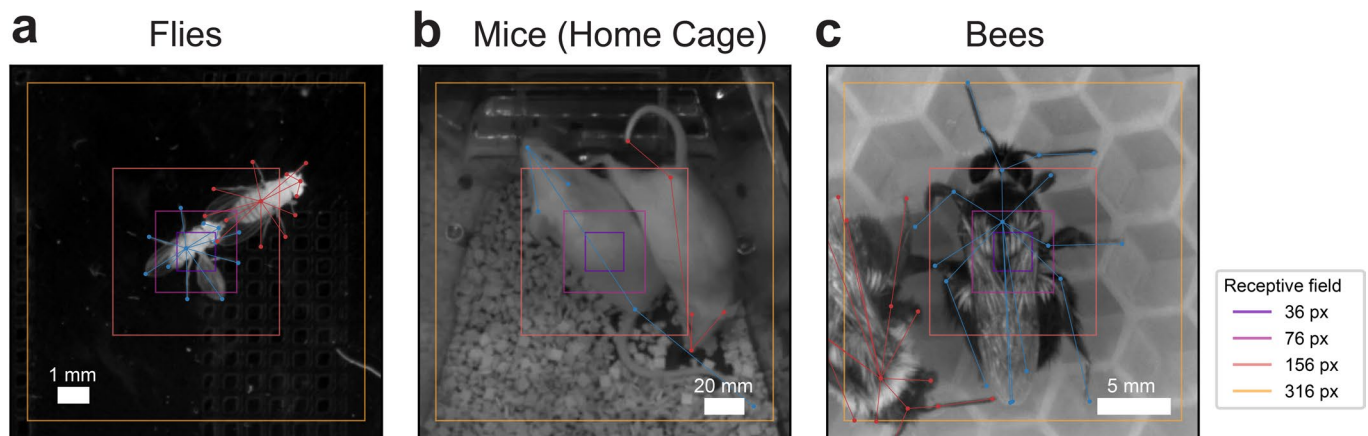 a Flies
b Mice (Home Cage)
c Bees
1 mm
20 mm
5 mm
Receptive field
36 px
76 px
156 px
316 px